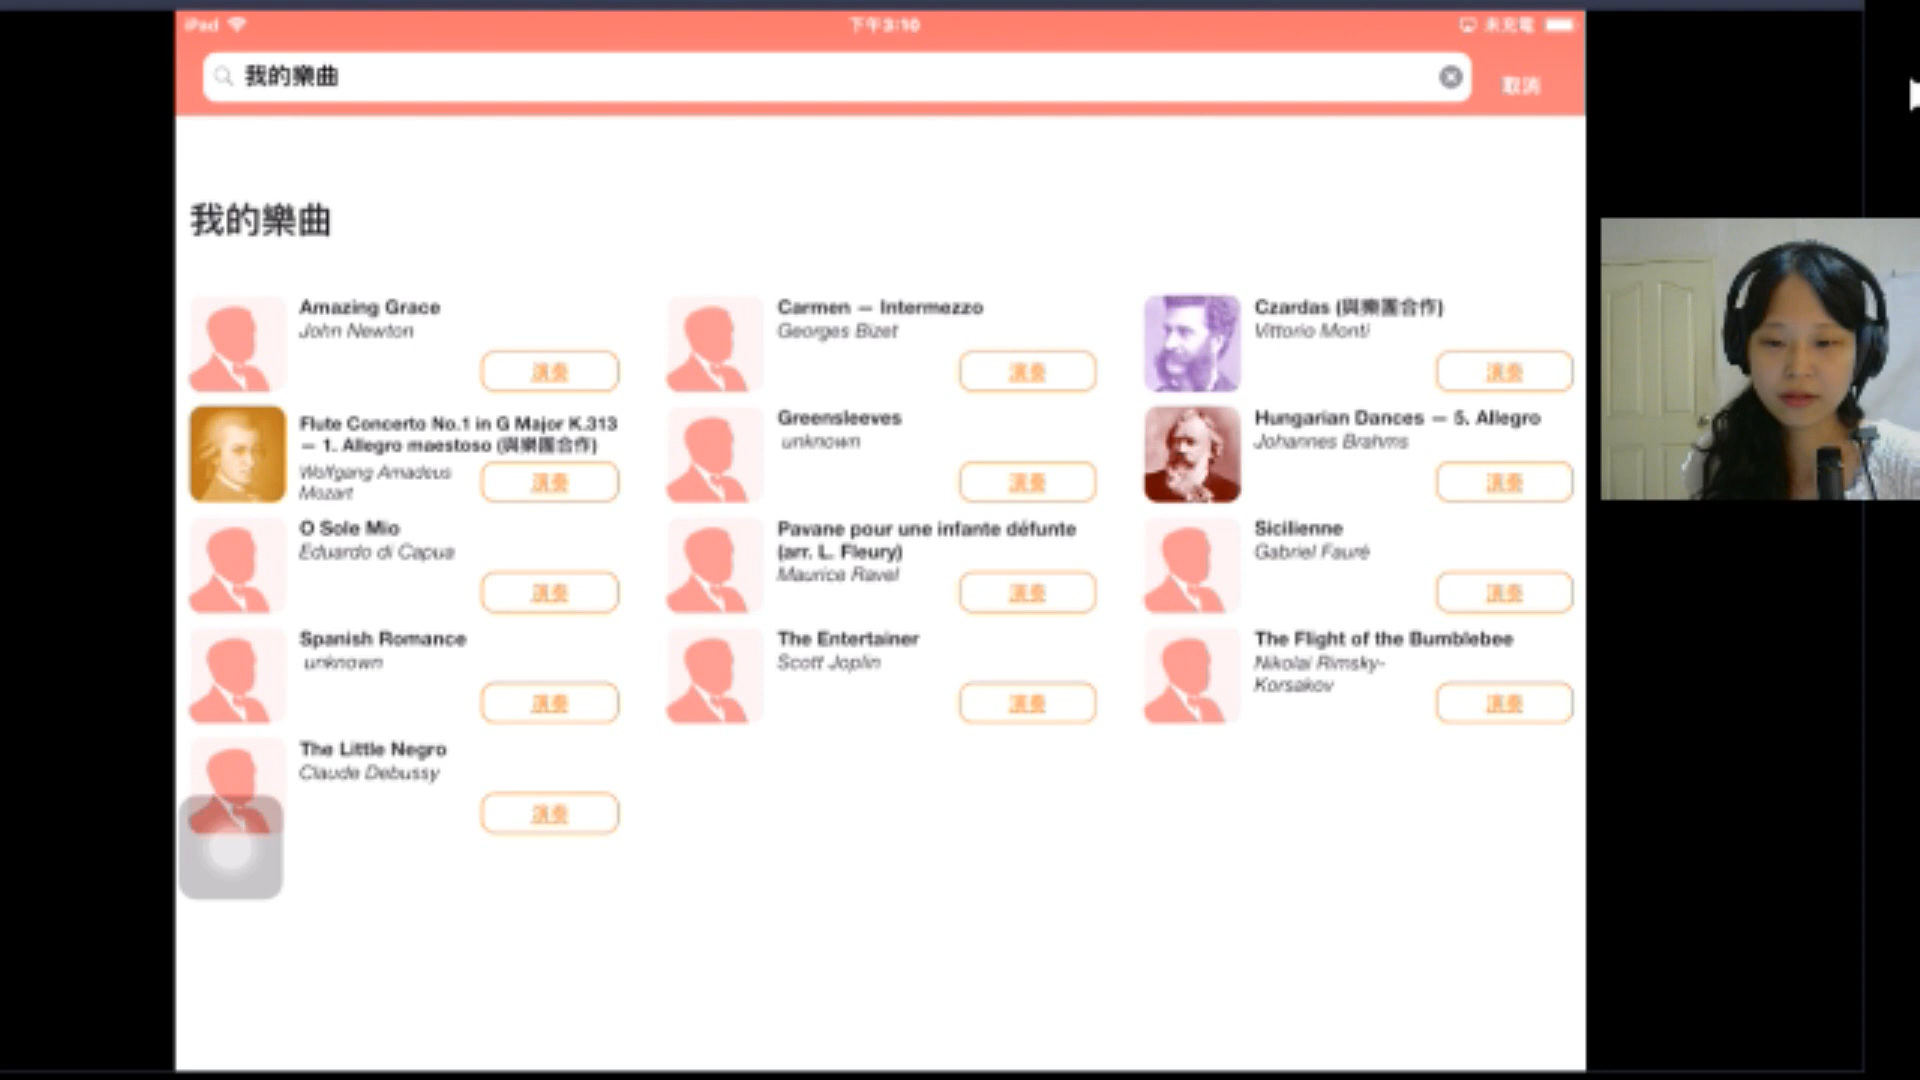 iPad
下午3:10
未充電
我的樂曲
取消
我的樂曲
Amazing Grace
John Newton
演奏
Carmen – Intermezzo
Georges Bizet
演奏
Czardas (與樂團合作)
Vittorio Monti
演奏
Flute Concerto No.1 in G Major K.313
– 1. Allegro maestoso (與樂團合作)
Wolfgang Amadeus
Mozart
演奏
Greensleeves
unknown
演奏
Hungarian Dances – 5. Allegro
Johannes Brahms
演奏
O Sole Mio
Eduardo di Capua
演奏
Pavane pour une infante défunte
(arr. L. Fleury)
Maurice Ravel
演奏
Sicilienne
Gabriel Fauré
演奏
Spanish Romance
unknown
演奏
The Entertainer
Scott Joplin
演奏
The Flight of the Bumblebee
Nikolai Rimsky-
Korsakov
演奏
The Little Negro
Claude Debussy
演奏